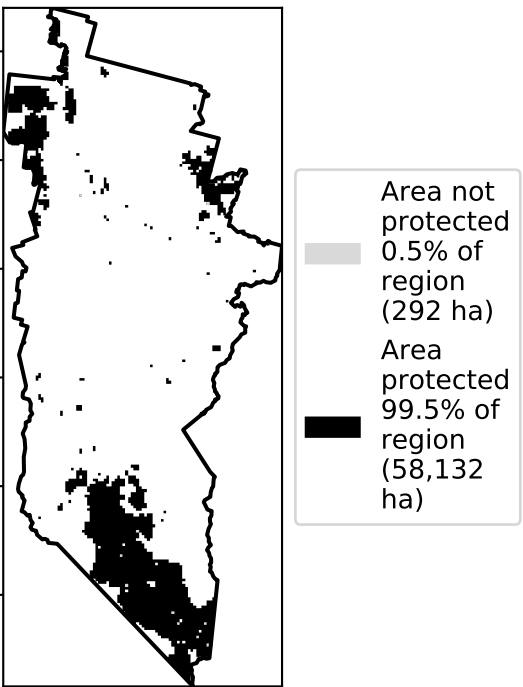 Area not
protected
0.5% of
region
(292 ha)
Area
protected
99.5% of
region
(58,132
ha)